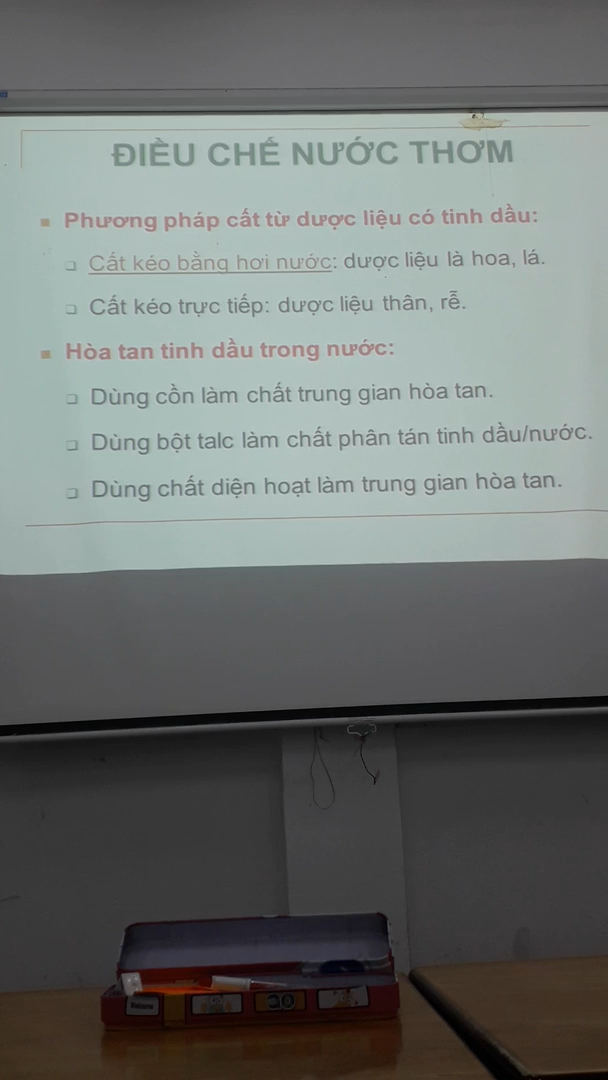 ĐIỀU CHẾ NƯỚC THƠM
Phương pháp cất từ dược liệu có tinh dầu:
Cất kéo bằng hơi nước: dược liệu là hoa, lá.
Cất kéo trực tiếp: dược liệu thân, rễ.
Hòa tan tinh dầu trong nước:
Dùng cồn làm chất trung gian hòa tan.
Dùng bột talc làm chất phân tán tinh dầu/nước.
Dùng chất diện hoạt làm trung gian hòa tan.